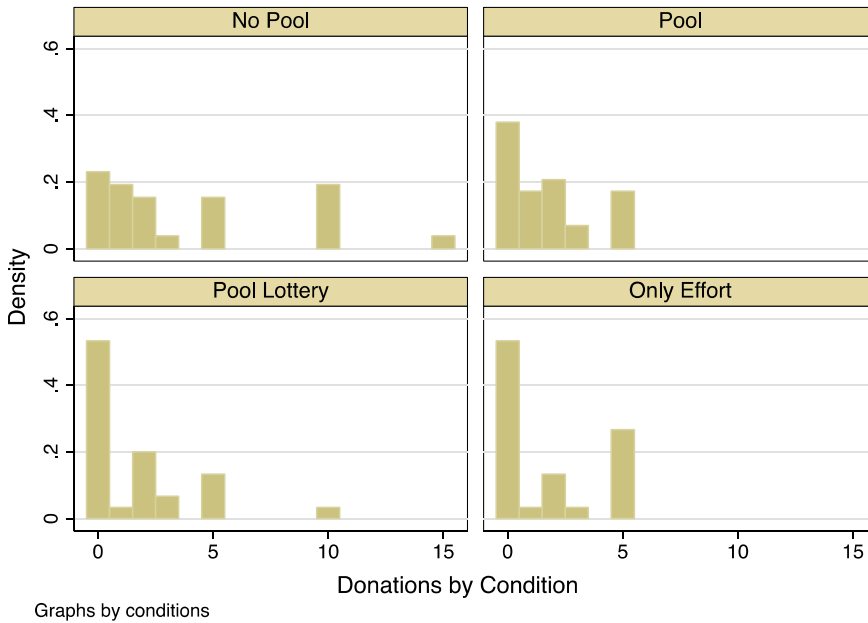 No Pool
Pool
.6
.4
.2
0
Pool Lottery
Only Effort
.6
.4
.2
0
Density
0 5 10 15
0 5 10 15
Donations by Condition
Graphs by conditions